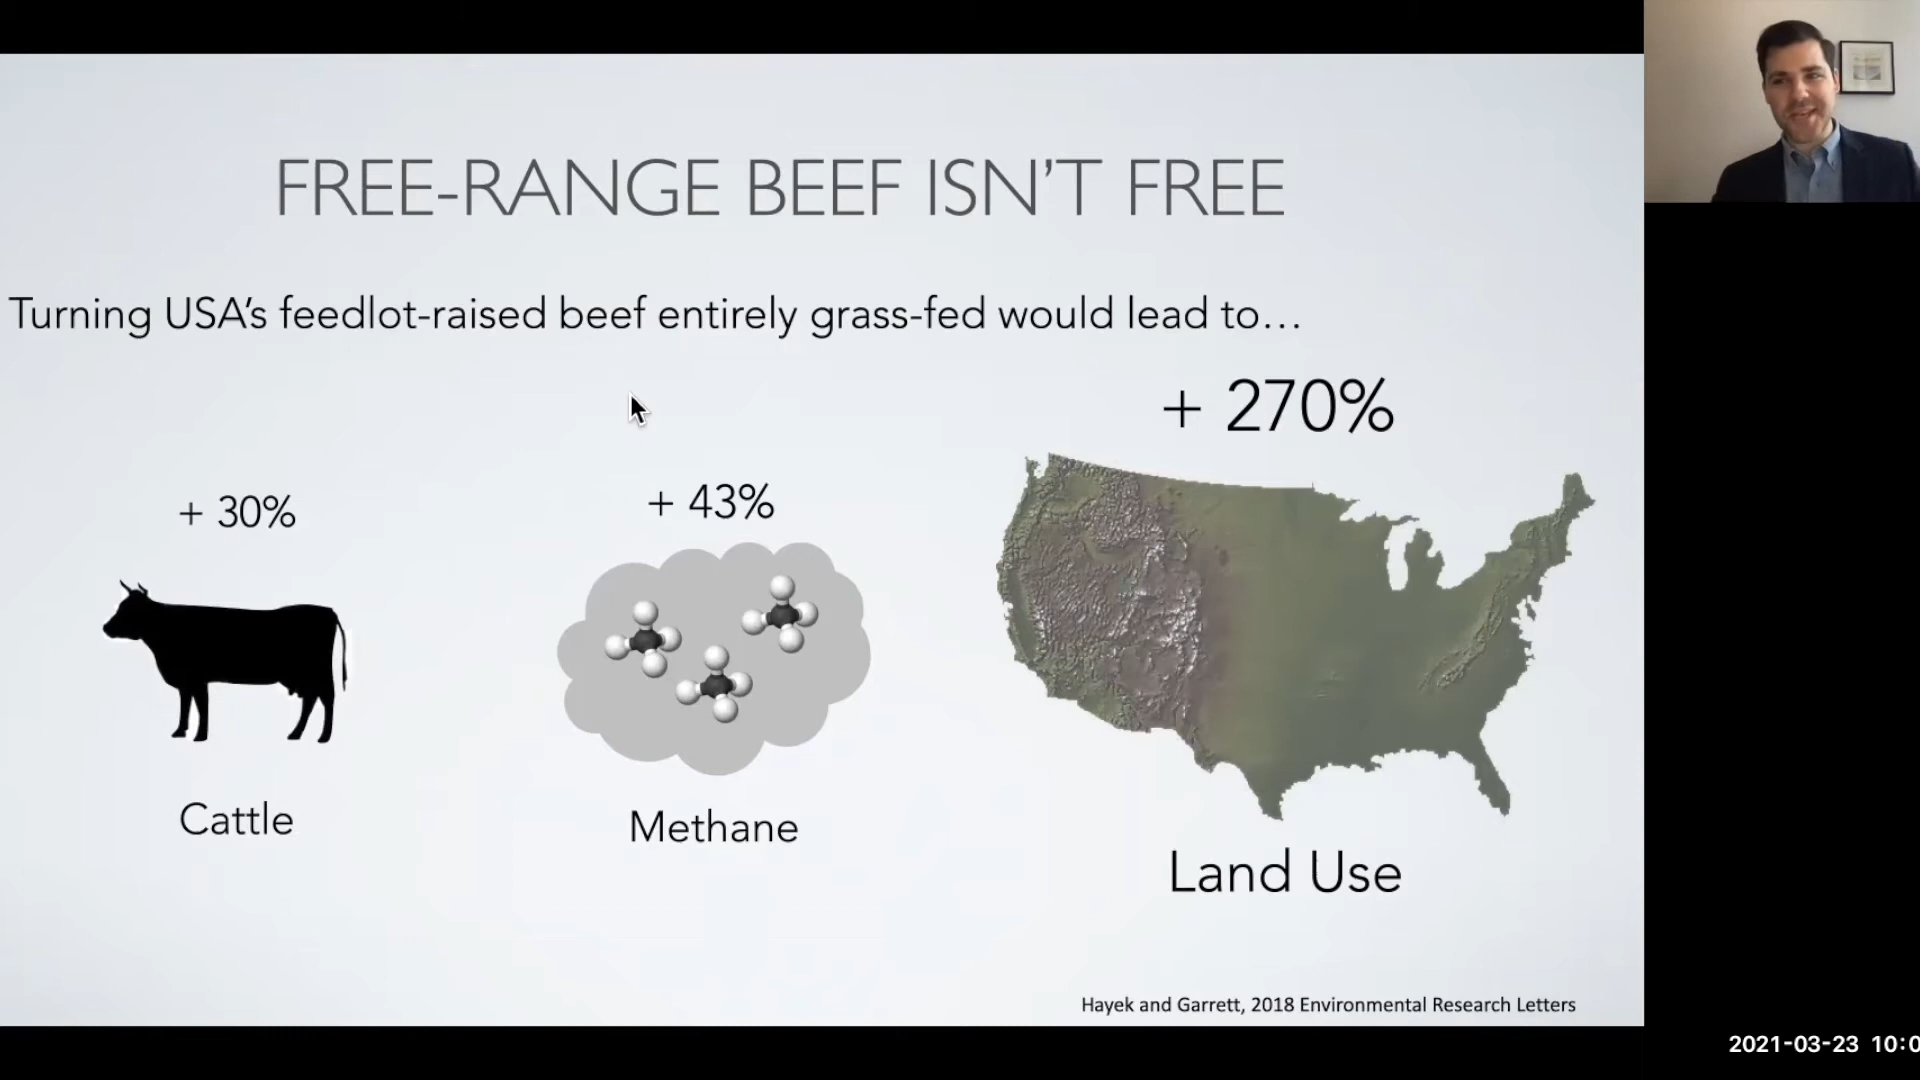 FREE-RANGE BEEF ISN’T FREE
Turning USA’s feedlot-raised beef entirely grass-fed would lead to…
+ 270%
+ 43%
+ 30%
Cattle
Methane
Land Use
Hayek and Garrett, 2018 Environmental Research Letters
2021-03-23 10:0